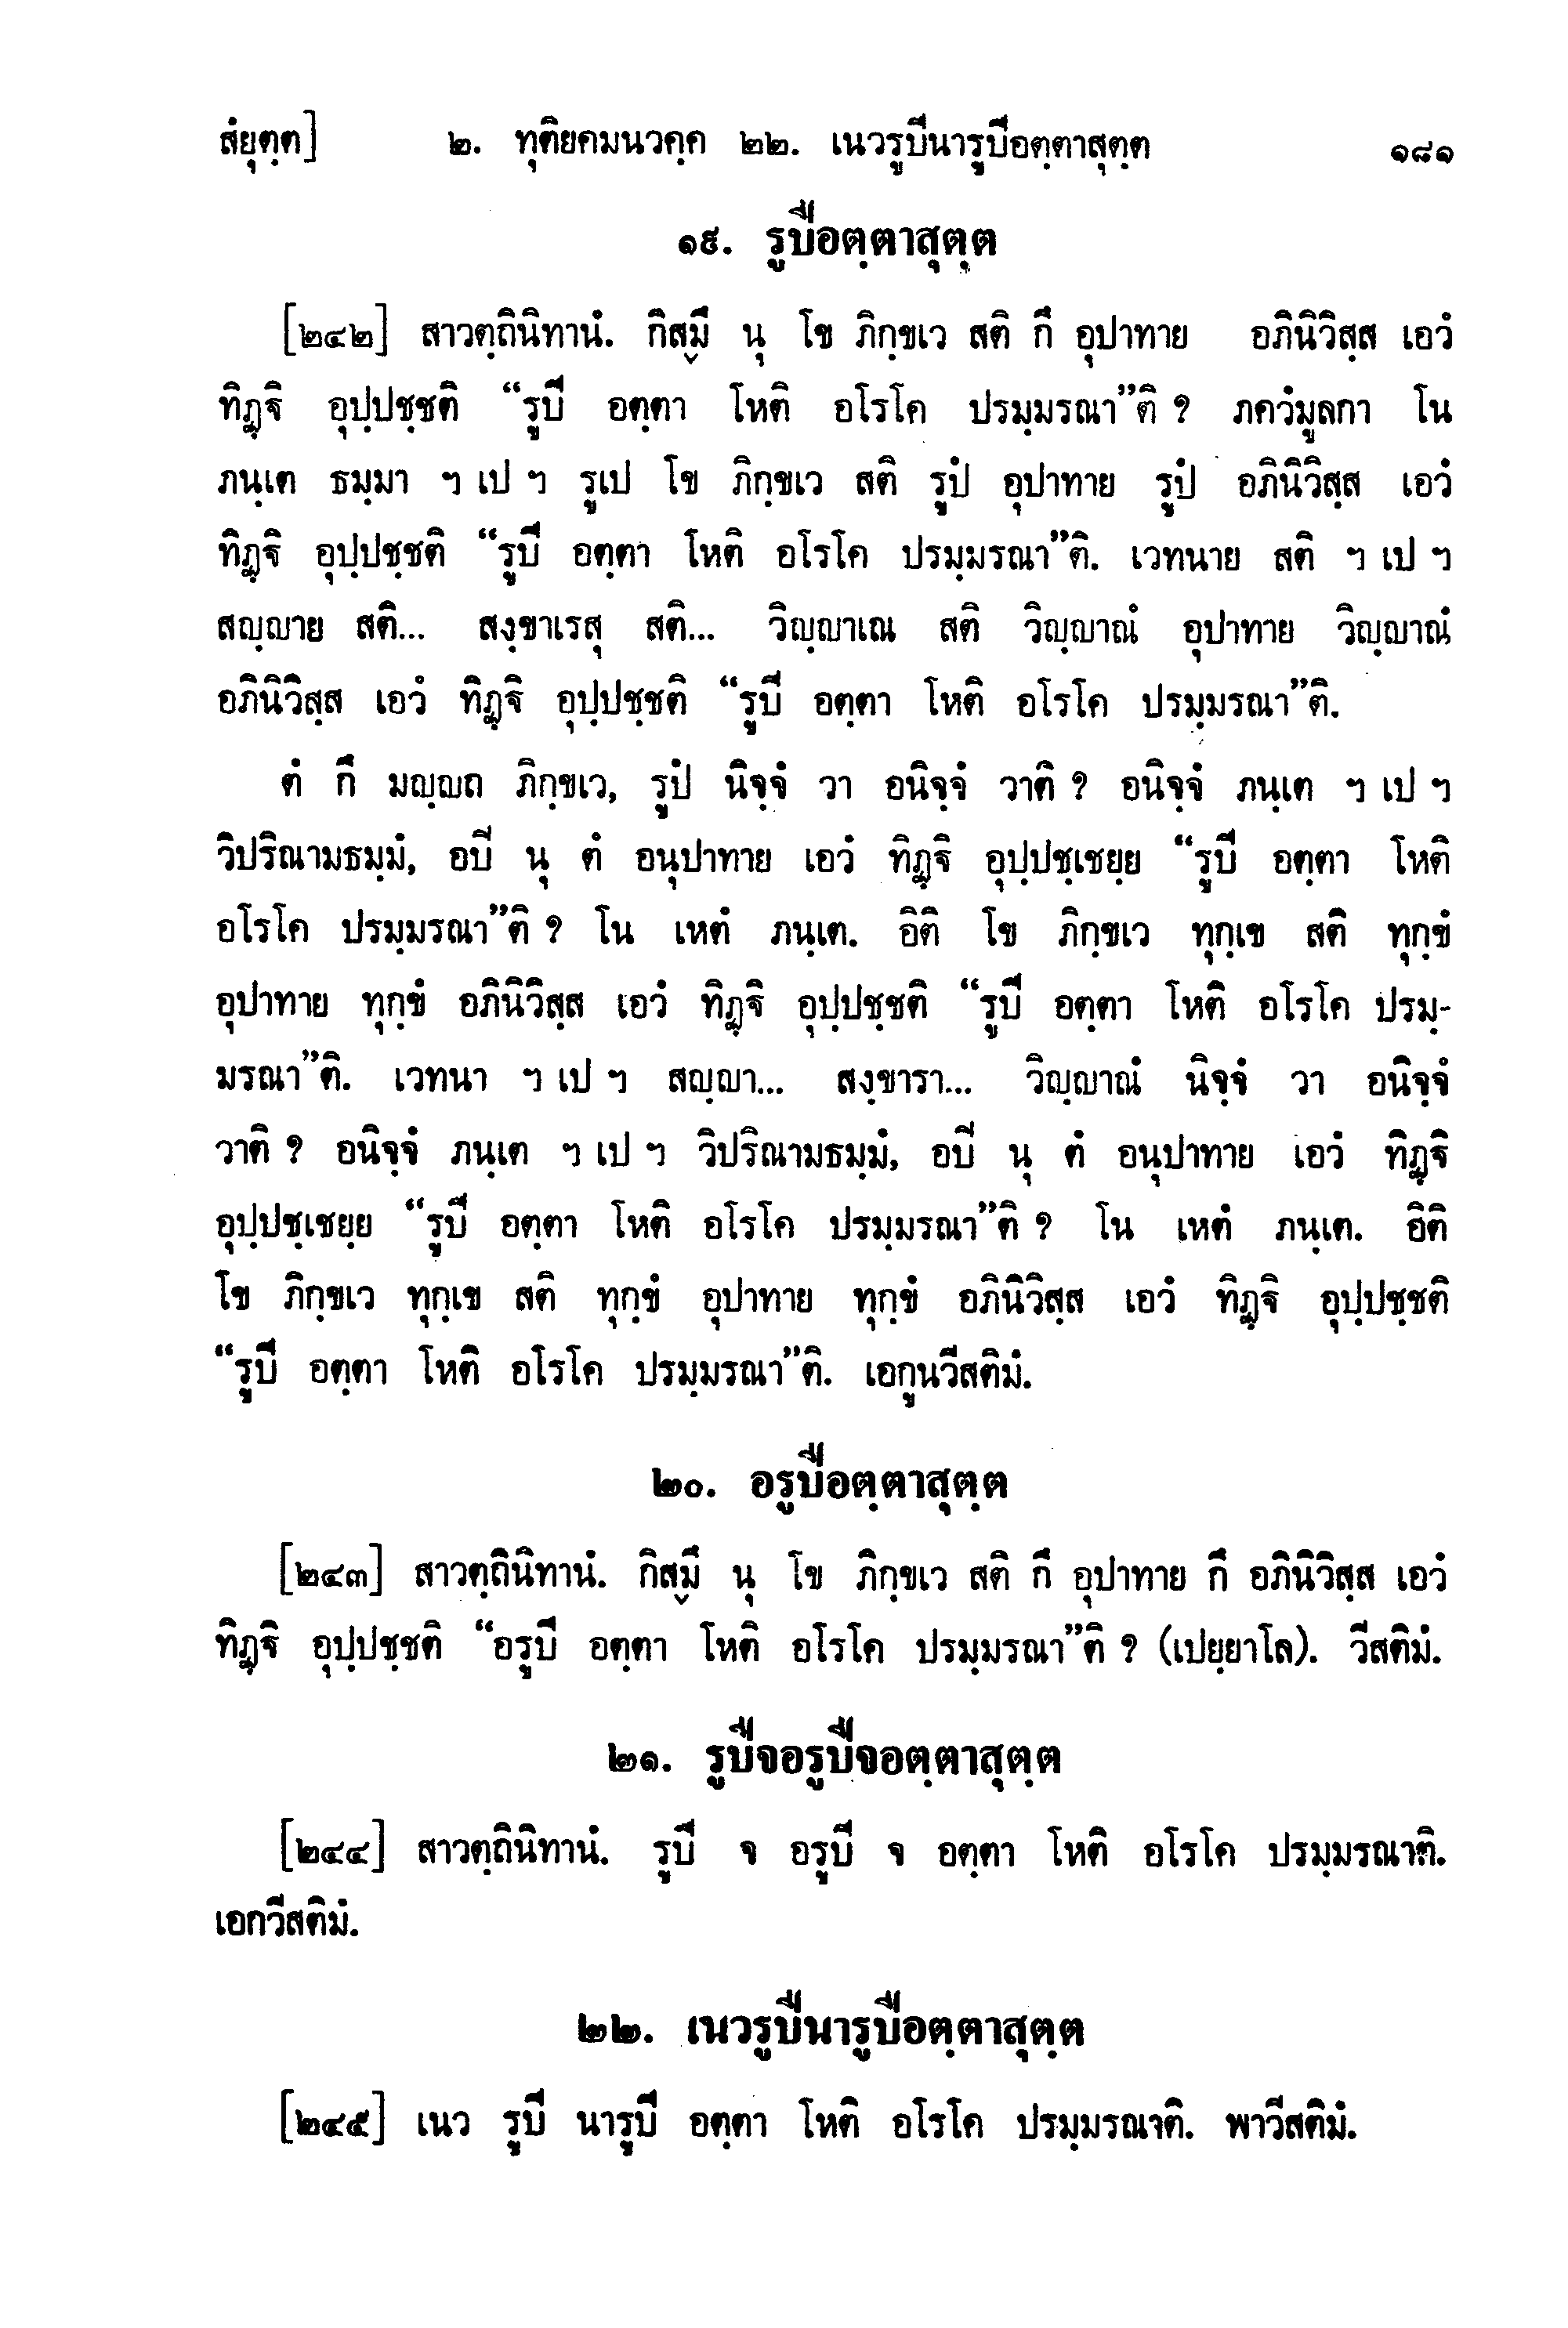 สํยุตฺต] ๒. ทุติยคมนวคฺค ๒๒. เนวรูปีนารูปีอตฺตาสุตฺต ๑๘๑
๑๙. รูปีอตฺตาสุตฺต
[๒๔๒] สาวตฺถินิทานํ. กิสฺมึ นุ โข ภิกฺขเว สติ กึ อุปาทาย อภินิวิสฺส เอวํ
ทิฏฺฐิ อุปฺปชฺชติ “รูปี อตฺตา โหติ อโรโค ปรมฺมรณา”ติ ? ภควํมูลกา โน
ภนฺเต ธมฺมา ฯ เป ฯ รูเป โข ภิกฺขเว สติ รูปํ อุปาทาย รูปํ อภินิวิสฺส เอวํ
ทิฏฺฐิ อุปฺปชฺชติ “รูปี อตฺตา โหติ อโรโค ปรมฺมรณา”ติ. เวทนาย สติ ฯ เป ฯ
สญฺญาย สติ... สงฺขาเรสุ สติ... วิญฺญาเณ สติ วิญฺญาณํ อุปาทาย วิญฺญาณํ
อภินิวิสฺส เอวํ ทิฏฺฐิ อุปฺปชฺชติ “รูปี อตฺตา โหติ อโรโค ปรมฺมรณา”ติ.
ตํ กึ มญฺญถ ภิกฺขเว, รูปํ นิจฺจํ วา อนิจฺจํ วาติ ? อนิจฺจํ ภนฺเต ฯ เป ฯ
วิปริณามธมฺมํ, อปี นุ ตํ อนุปาทาย เอวํ ทิฏฺฐิ อุปฺปชฺเชยฺย “รูปี อตฺตา โหติ
อโรโค ปรมฺมรณา”ติ ? โน เหตํ ภนฺเต. อิติ โข ภิกฺขเว ทุกฺเข สติ ทุกฺขํ
อุปาทาย ทุกฺขํ อภินิวิสฺส เอวํ ทิฏฺฐิ อุปฺปชฺชติ “รูปี อตฺตา โหติ อโรโค ปรมฺ-
มรณา”ติ. เวทนา ฯ เป ฯ สญฺญา... สงฺขารา... วิญฺญาณํ นิจฺจํ วา อนิจฺจํ
วาติ ? อนิจฺจํ ภนฺเต ฯ เป ฯ วิปริณามธมฺมํ, อปี นุ ตํ อนุปาทาย เอวํ ทิฏฺฐิ
อุปฺปชฺเชยฺย “รูปี อตฺตา โหติ อโรโค ปรมฺมรณา”ติ ? โน เหตํ ภนฺเต. อิติ
โข ภิกฺขเว ทุกฺเข สติ ทุกฺขํ อุปาทาย ทุกฺขํ อภินิวิสฺส เอวํ ทิฏฺฐิ อุปฺปชฺชติ
“รูปี อตฺตา โหติ อโรโค ปรมฺมรณา”ติ. เอกูนวีสติมํ.
๒๐. อรูปีอตฺตาสุตฺต
[๒๔๓] สาวตฺถินิทานํ. กิสฺมึ นุ โข ภิกฺขเว สติ กึ อุปาทาย กึ อภินิวิสฺส เอวํ
ทิฏฺฐิ อุปฺปชฺชติ “อรูปี อตฺตา โหติ อโรโค ปรมฺมรณา”ติ ? (เปยฺยาโล). วีสติมํ.
๒๑. รูปีจอรูปีจอตฺตาสุตฺต
[๒๔๔] สาวตฺถินิทานํ. รูปี จ อรูปี จ อตฺตา โหติ อโรโค ปรมฺมรณาติ.
เอกวีสติมํ.
๒๒. เนวรูปีนารูปีอตฺตาสุตฺต
[๒๔๕] เนว รูปี นารูปี อตฺตา โหติ อโรโค ปรมฺมรณาติ. พาวีสติมํ.